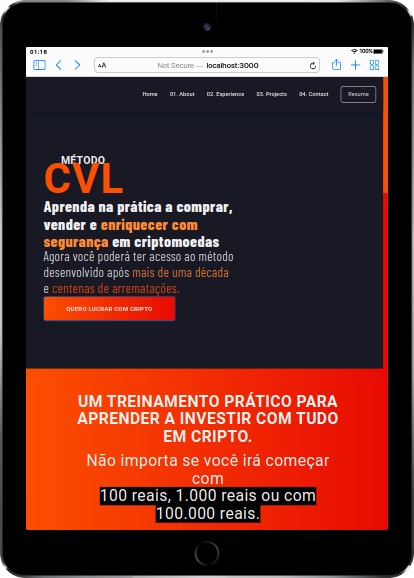 01:16
100%
AA
Not Secure — localhost:3000
Home 01. About 02. Experience 03. Projects 04. Contact Resume
MÉTODO
CVL
Aprenda na prática a comprar,
vender e enriquecer com
segurança em criptomoedas
Agora você poderá ter acesso ao método
desenvolvido após mais de uma década
e centenas de arrematações.
QUERO LUCRAR COM CRIPTO
UM TREINAMENTO PRÁTICO PARA
APRENDER A INVESTIR COM TUDO
EM CRIPTO.
Não importa se você irá começar
com
100 reais, 1.000 reais ou com
100.000 reais.